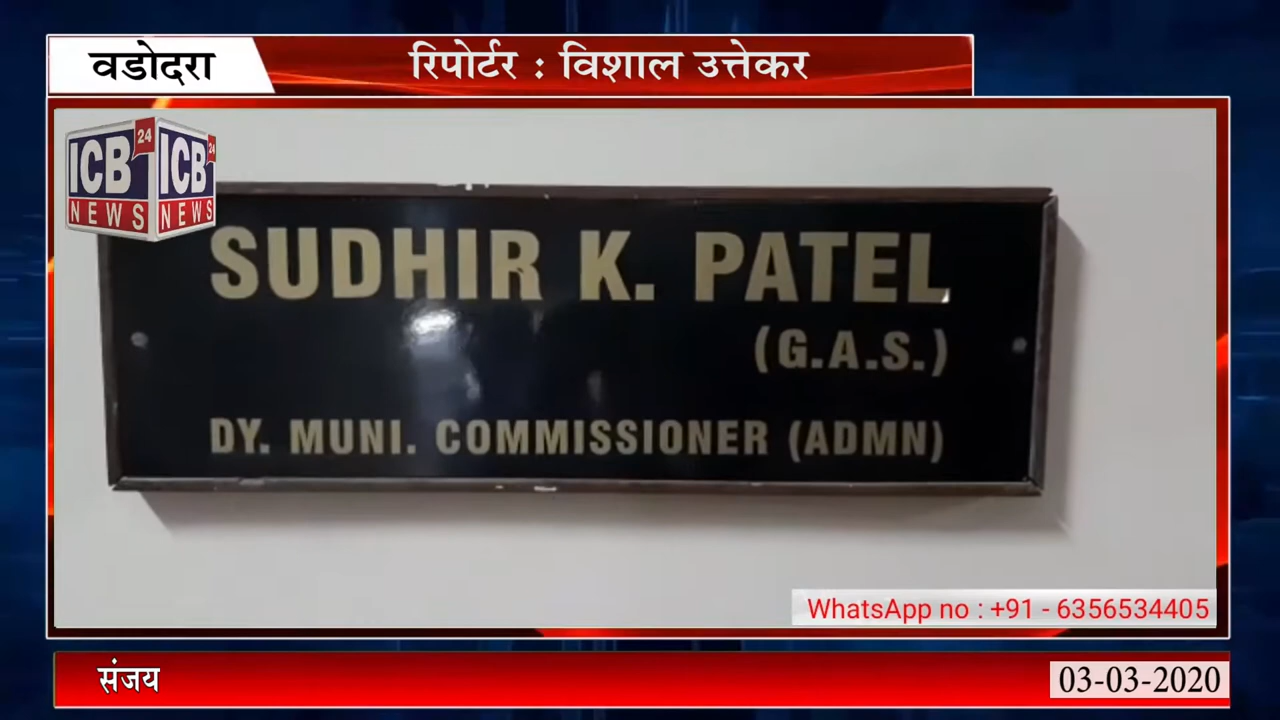 वडोदरा
रिपोर्टर : विशाल उत्तेकर
ICB 24 NEWS
ICB 24 NEWS
SUDHIR K. PATEL
(G.A.S.)
DY. MUNI. COMMISSIONER (ADMN)
WhatsApp no : +91 - 6356534405
संजय
03-03-2020